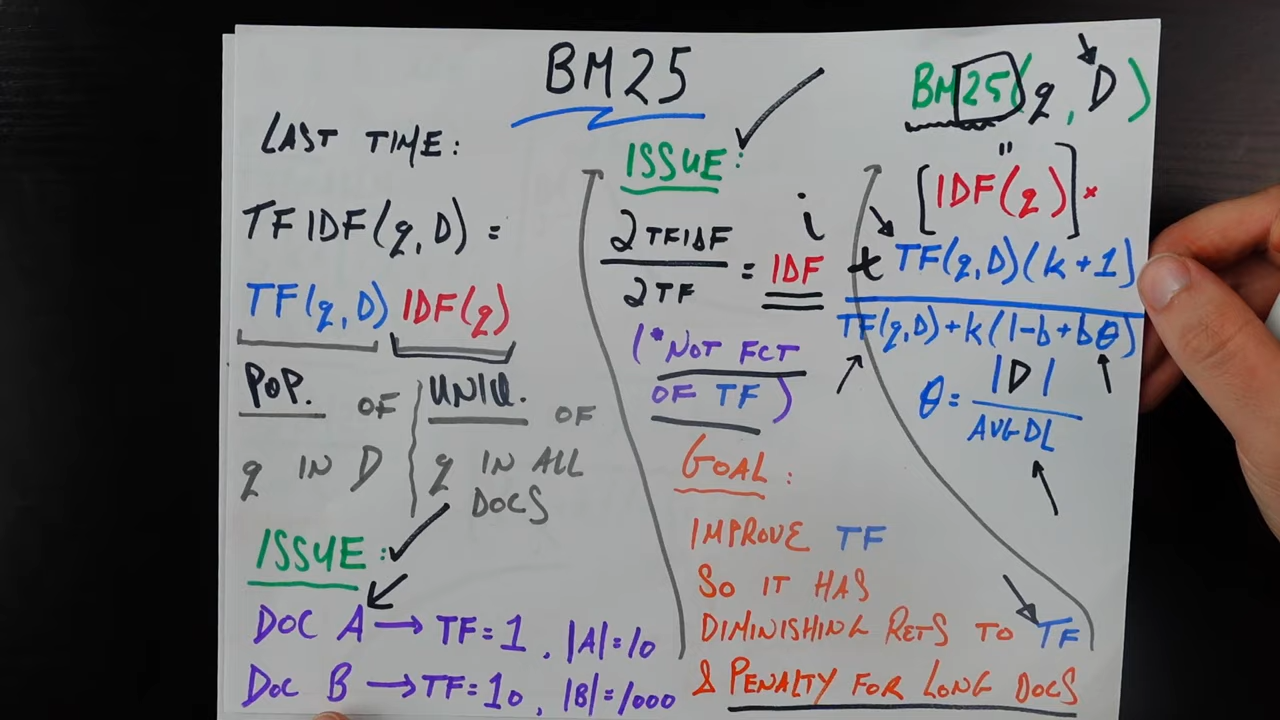 BM25
LAST TIME:
TFIDF(q, D) =
TF(q, D) IDF(q)
POP. OF
q IN D
UNIQ. OF
q IN ALL
DOCS
ISSUE:
DOC A → TF=1, |A|=10
DOC B → TF=10, |B|=1000
ISSUE:
∂TFIDF
∂TF
= IDF
(*NOT FCT
OF TF)
GOAL:
IMPROVE TF
SO IT HAS
DIMINISHING RETS TO TF
& PENALTY FOR LONG DOCS
BM25(q, D)
"
[IDF(q)] *
TF(q, D)(k+1)
TF(q, D)+k(1-b+bθ)
θ = |D|
AVGDL